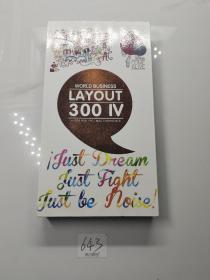 WORLD BUSINESS
LAYOUT
300 IV
¡Just Dream
Just Fight
Just be Noise!
643